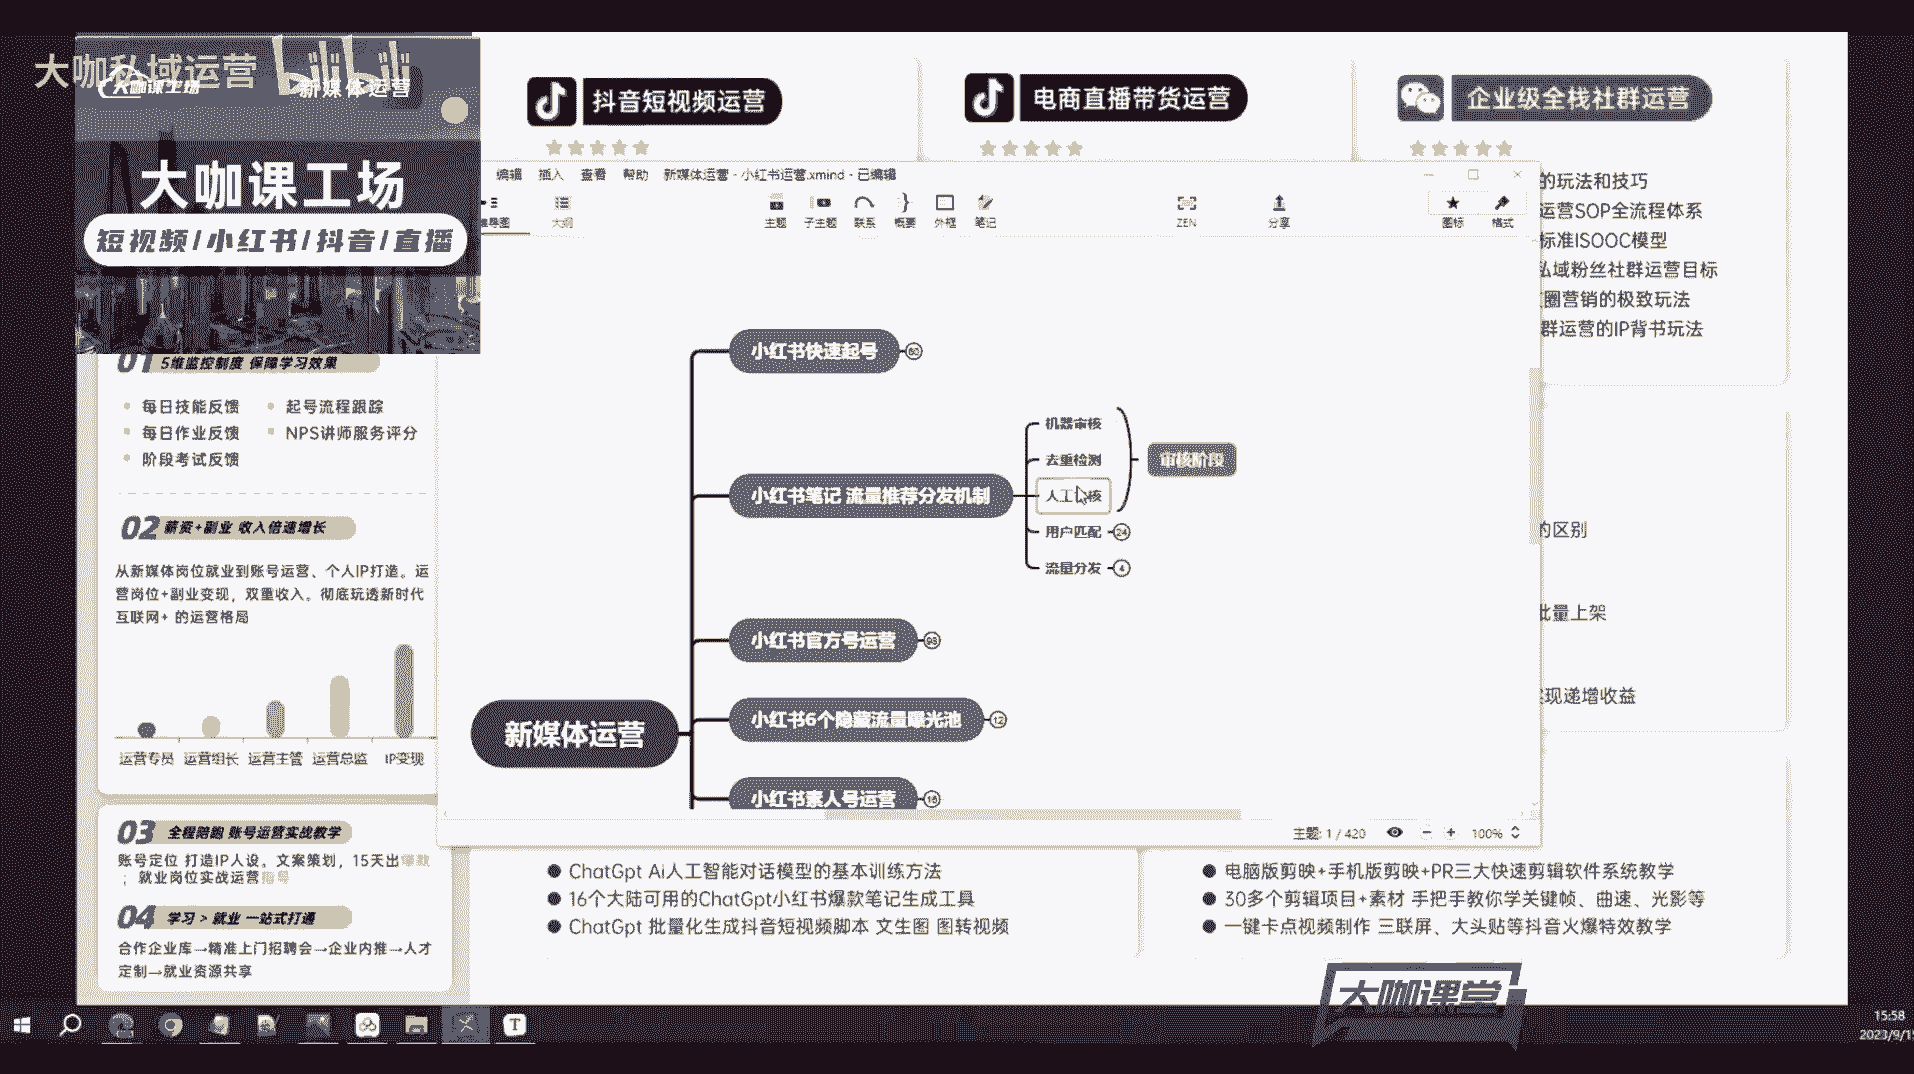 大咖私域运营
bilibili
大咖课工场
新媒体运营
大咖课工场
短视频/小红书/抖音/直播
抖音短视频运营
电商直播带货运营
企业级全栈社群运营
的玩法和技巧
运营SOP全流程体系
标准ISOOC模型
私域粉丝社群运营目标
圈营销的极致玩法
群运营的IP背书玩法
的区别
批量上架
现递增收益
编辑 插入 查看 帮助 新媒体运营 - 小红书运营.xmind - 已编辑
导图 大纲 主题 子主题 联系 概要 外框 笔记 ZEN 分享 图标 格式
小红书快速起号 60
小红书笔记 流量推荐分发机制
机器审核
去重检测
人工 核
用户匹配 24
流量分发 4
审核阶段
小红书官方号运营
小红书6个隐藏流量曝光池 12
新媒体运营
小红书素人号运营 16
主题: 1 / 420 100%
01 5维监控制度 保障学习效果
每日技能反馈 起号流程跟踪
每日作业反馈 NPS讲师服务评分
阶段考试反馈
02 薪资+副业 收入倍速增长
从新媒体岗位就业到账号运营、个人IP打造。运
营岗位+副业变现，双重收入。彻底玩透新时代
互联网+ 的运营格局
运营专员 运营组长 运营主管 运营总监 IP变现
03 全程陪跑 账号运营实战教学
账号定位 打造IP人设。文案策划，15天出爆款
；就业岗位实战运营
04 学习 > 就业 一站式打通
合作企业库→精准上门招聘会→企业内推→人才
定制→就业资源共享
ChatGpt Ai人工智能对话模型的基本训练方法
16个大陆可用的ChatGpt小红书爆款笔记生成工具
ChatGpt 批量化生成抖音短视频脚本 文生图 图转视频
电脑版剪映+手机版剪映+PR三大快速剪辑软件系统教学
30多个剪辑项目+素材 手把手教你学关键帧、曲速、光影等
一键卡点视频制作 三联屏、大头贴等抖音火爆特效教学
大咖课堂
15:58
2023/9/1